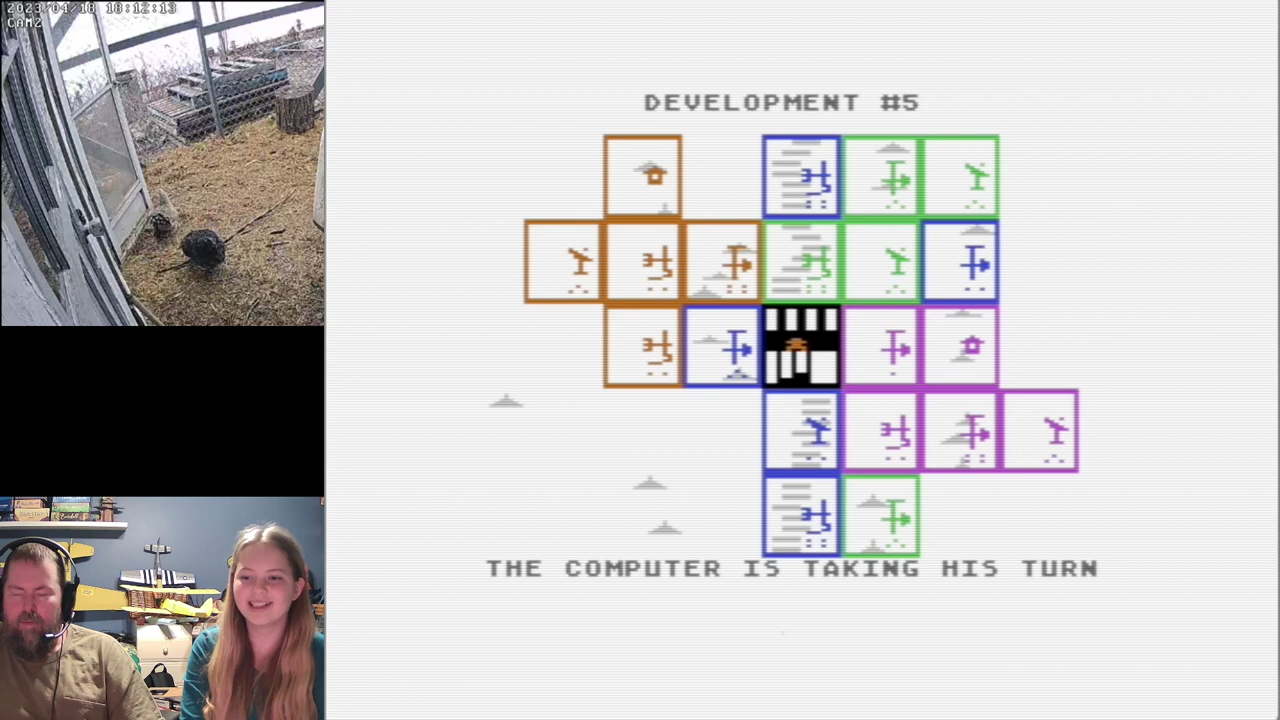 2023/04/18 18:12:13
CAM2
DEVELOPMENT #5
THE COMPUTER IS TAKING HIS TURN